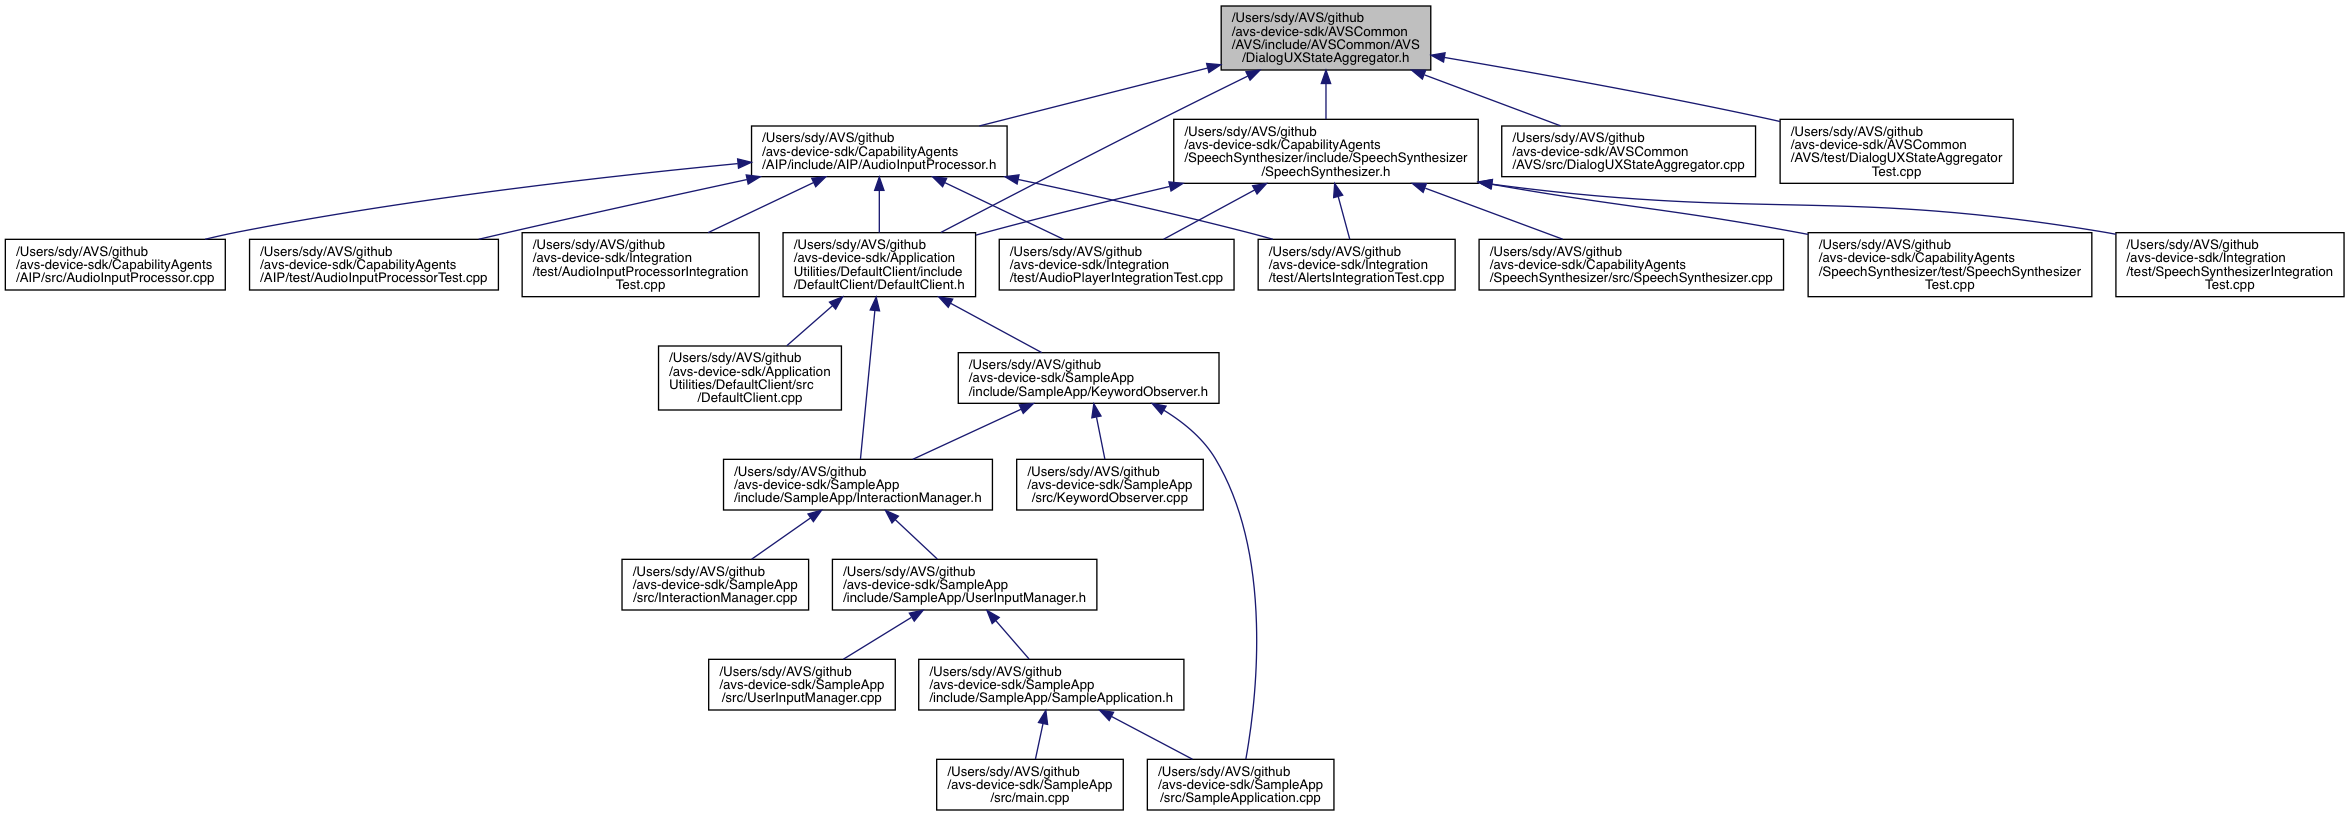 /Users/sdy/AVS/github
/avs-device-sdk/AVSCommon
/AVS/include/AVSCommon/AVS
/DialogUXStateAggregator.h
/Users/sdy/AVS/github
/avs-device-sdk/CapabilityAgents
/AIP/include/AIP/AudioInputProcessor.h
/Users/sdy/AVS/github
/avs-device-sdk/CapabilityAgents
/SpeechSynthesizer/include/SpeechSynthesizer
/SpeechSynthesizer.h
/Users/sdy/AVS/github
/avs-device-sdk/AVSCommon
/AVS/src/DialogUXStateAggregator.cpp
/Users/sdy/AVS/github
/avs-device-sdk/AVSCommon
/AVS/test/DialogUXStateAggregator
Test.cpp
/Users/sdy/AVS/github
/avs-device-sdk/CapabilityAgents
/AIP/src/AudioInputProcessor.cpp
/Users/sdy/AVS/github
/avs-device-sdk/CapabilityAgents
/AIP/test/AudioInputProcessorTest.cpp
/Users/sdy/AVS/github
/avs-device-sdk/Integration
/test/AudioInputProcessorIntegration
Test.cpp
/Users/sdy/AVS/github
/avs-device-sdk/Application
Utilities/DefaultClient/include
/DefaultClient/DefaultClient.h
/Users/sdy/AVS/github
/avs-device-sdk/Integration
/test/AudioPlayerIntegrationTest.cpp
/Users/sdy/AVS/github
/avs-device-sdk/Integration
/test/AlertsIntegrationTest.cpp
/Users/sdy/AVS/github
/avs-device-sdk/CapabilityAgents
/SpeechSynthesizer/src/SpeechSynthesizer.cpp
/Users/sdy/AVS/github
/avs-device-sdk/CapabilityAgents
/SpeechSynthesizer/test/SpeechSynthesizer
Test.cpp
/Users/sdy/AVS/github
/avs-device-sdk/Integration
/test/SpeechSynthesizerIntegration
Test.cpp
/Users/sdy/AVS/github
/avs-device-sdk/Application
Utilities/DefaultClient/src
/DefaultClient.cpp
/Users/sdy/AVS/github
/avs-device-sdk/SampleApp
/include/SampleApp/KeywordObserver.h
/Users/sdy/AVS/github
/avs-device-sdk/SampleApp
/include/SampleApp/InteractionManager.h
/Users/sdy/AVS/github
/avs-device-sdk/SampleApp
/src/KeywordObserver.cpp
/Users/sdy/AVS/github
/avs-device-sdk/SampleApp
/src/InteractionManager.cpp
/Users/sdy/AVS/github
/avs-device-sdk/SampleApp
/include/SampleApp/UserInputManager.h
/Users/sdy/AVS/github
/avs-device-sdk/SampleApp
/src/UserInputManager.cpp
/Users/sdy/AVS/github
/avs-device-sdk/SampleApp
/include/SampleApp/SampleApplication.h
/Users/sdy/AVS/github
/avs-device-sdk/SampleApp
/src/main.cpp
/Users/sdy/AVS/github
/avs-device-sdk/SampleApp
/src/SampleApplication.cpp